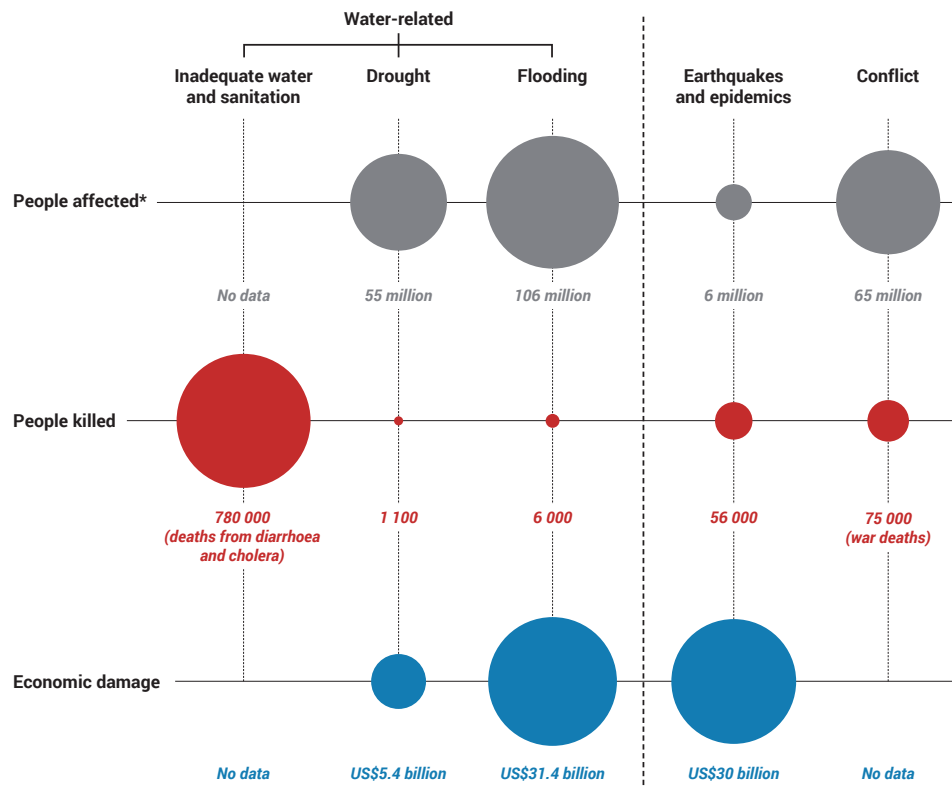 Water-related
Inadequate water
and sanitation
Drought
Flooding
Earthquakes
and epidemics
Conflict
People affected*
No data
55 million
106 million
6 million
65 million
People killed
780 000
(deaths from diarrhoea
and cholera)
1 100
6 000
56 000
75 000
(war deaths)
Economic damage
No data
US$5.4 billion
US$31.4 billion
US$30 billion
No data